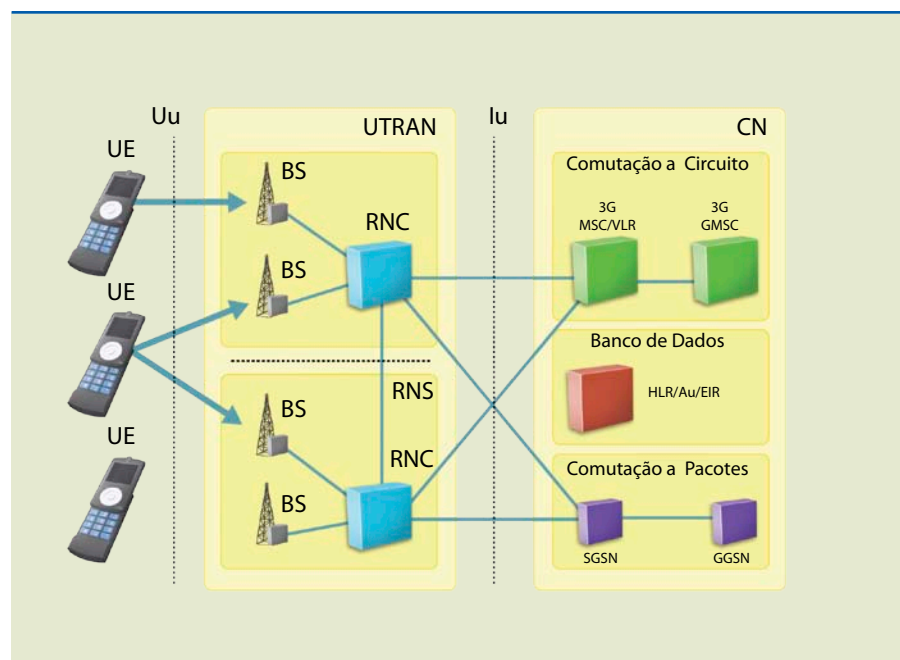 Uu
Iu
UTRAN
CN
UE
BS
RNC
BS
UE
RNS
BS
RNC
BS
UE
Comutação a Circuito
3G
MSC/VLR
3G
GMSC
Banco de Dados
HLR/Au/EIR
Comutação a Pacotes
SGSN
GGSN